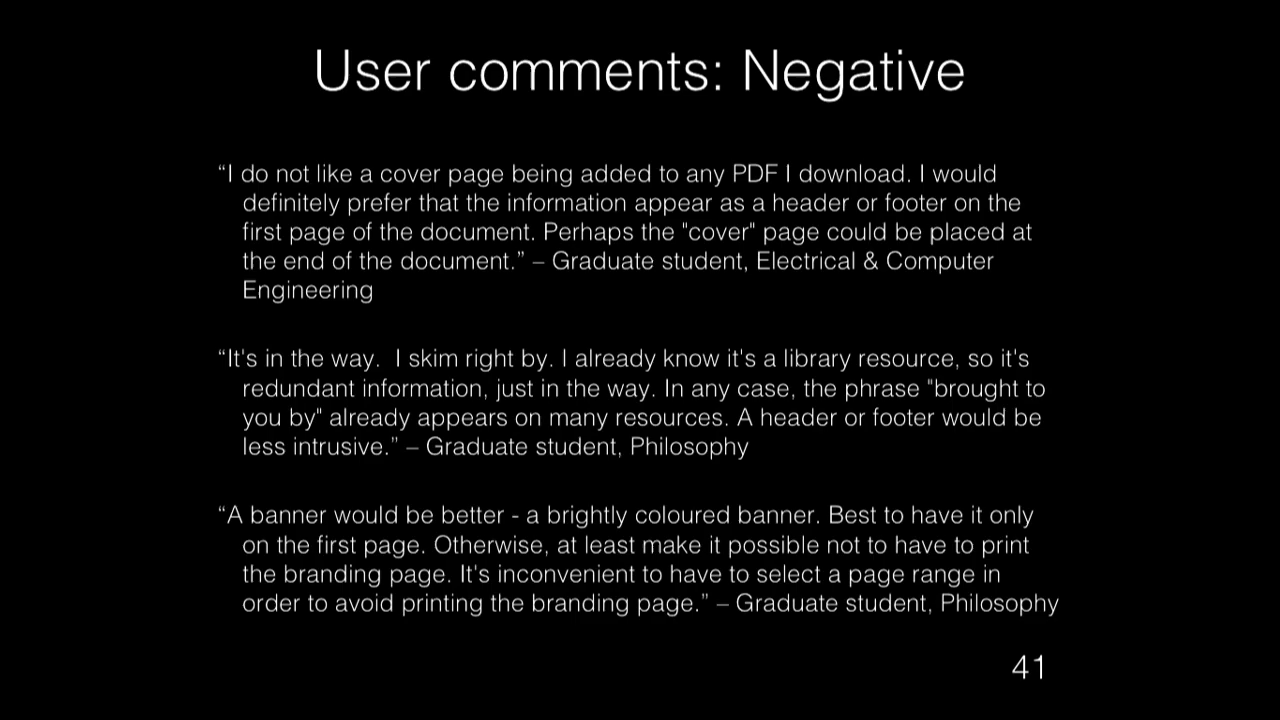 User comments: Negative
“I do not like a cover page being added to any PDF I download. I would
definitely prefer that the information appear as a header or footer on the
first page of the document. Perhaps the "cover" page could be placed at
the end of the document.” – Graduate student, Electrical & Computer
Engineering
“It's in the way.  I skim right by. I already know it's a library resource, so it's
redundant information, just in the way. In any case, the phrase "brought to
you by" already appears on many resources. A header or footer would be
less intrusive.” – Graduate student, Philosophy
“A banner would be better - a brightly coloured banner. Best to have it only
on the first page. Otherwise, at least make it possible not to have to print
the branding page. It's inconvenient to have to select a page range in
order to avoid printing the branding page.” – Graduate student, Philosophy
41